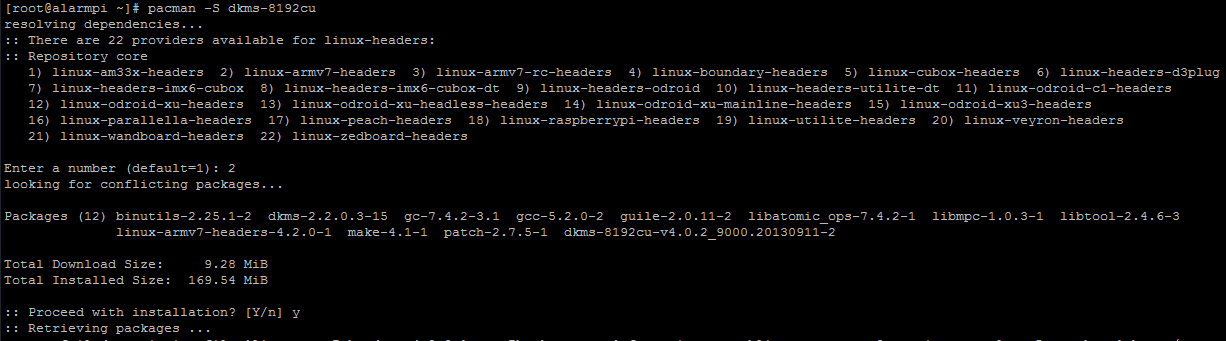 [root@alarmpi ~]# pacman -S dkms-8192cu
resolving dependencies...
:: There are 22 providers available for linux-headers:
:: Repository core
   1) linux-am33x-headers  2) linux-armv7-headers  3) linux-armv7-rc-headers  4) linux-boundary-headers  5) linux-cubox-headers  6) linux-headers-d3plug
   7) linux-headers-imx6-cubox  8) linux-headers-imx6-cubox-dt  9) linux-headers-odroid  10) linux-headers-utilite-dt  11) linux-odroid-c1-headers
   12) linux-odroid-xu-headers  13) linux-odroid-xu-headless-headers  14) linux-odroid-xu-mainline-headers  15) linux-odroid-xu3-headers
   16) linux-parallella-headers  17) linux-peach-headers  18) linux-raspberrypi-headers  19) linux-utilite-headers  20) linux-veyron-headers
   21) linux-wandboard-headers  22) linux-zedboard-headers
Enter a number (default=1): 2
looking for conflicting packages...
Packages (12) binutils-2.25.1-2  dkms-2.2.0.3-15  gc-7.4.2-3.1  gcc-5.2.0-2  guile-2.0.11-2  libatomic_ops-7.4.2-1  libmpc-1.0.3-1  libtool-2.4.6-3
              linux-armv7-headers-4.2.0-1  make-4.1-1  patch-2.7.5-1  dkms-8192cu-v4.0.2_9000.20130911-2
Total Download Size:     9.28 MiB
Total Installed Size:  169.54 MiB
:: Proceed with installation? [Y/n] y
:: Retrieving packages ...